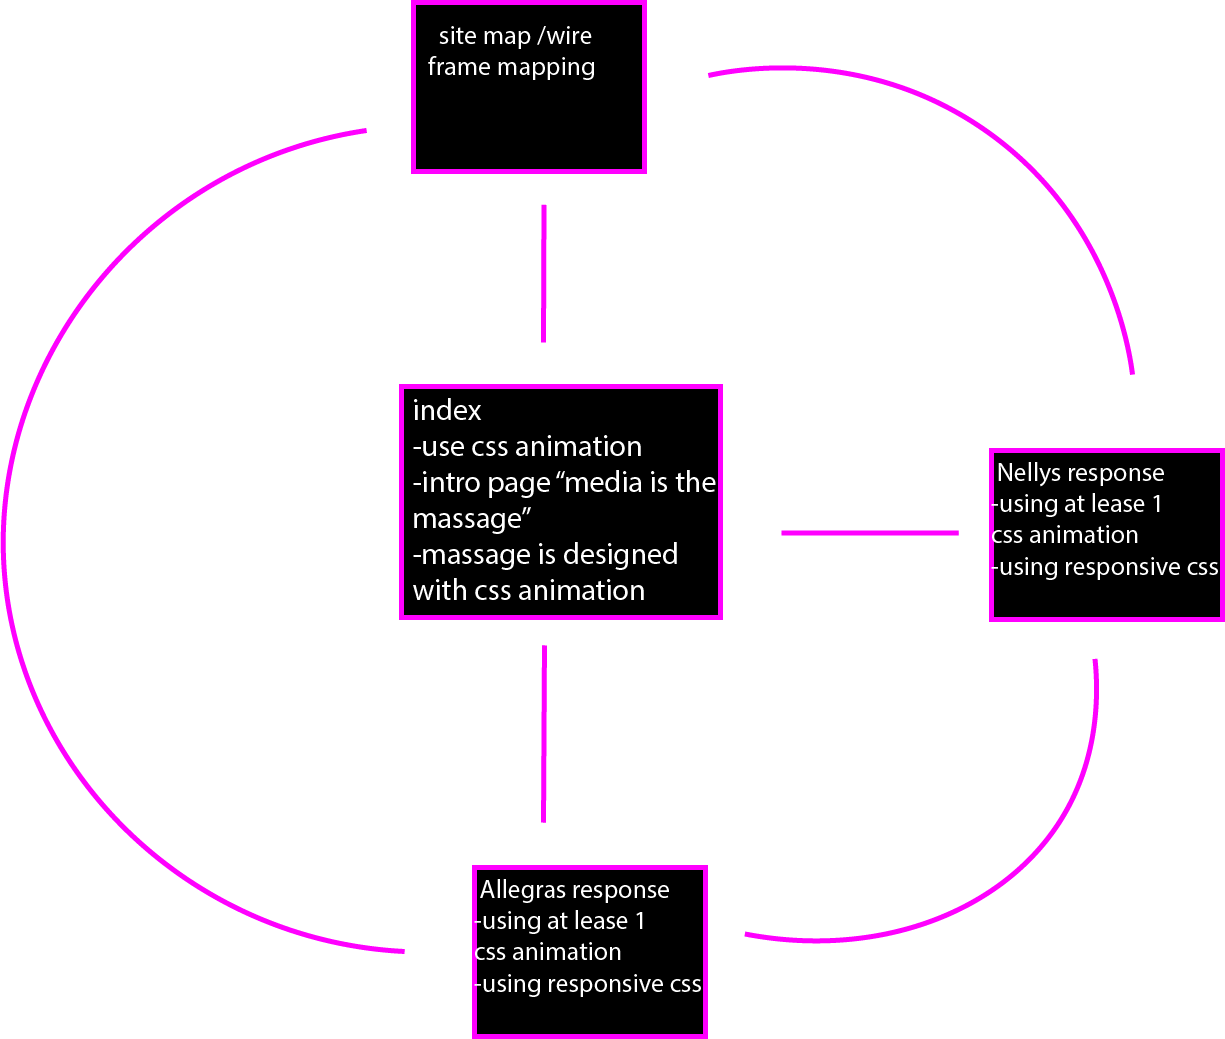 site map /wire
frame mapping
index
-use css animation
-intro page “media is the
massage”
-massage is designed
with css animation
Nellys response
-using at lease 1
css animation
-using responsive css
Allegras response
-using at lease 1
css animation
-using responsive css